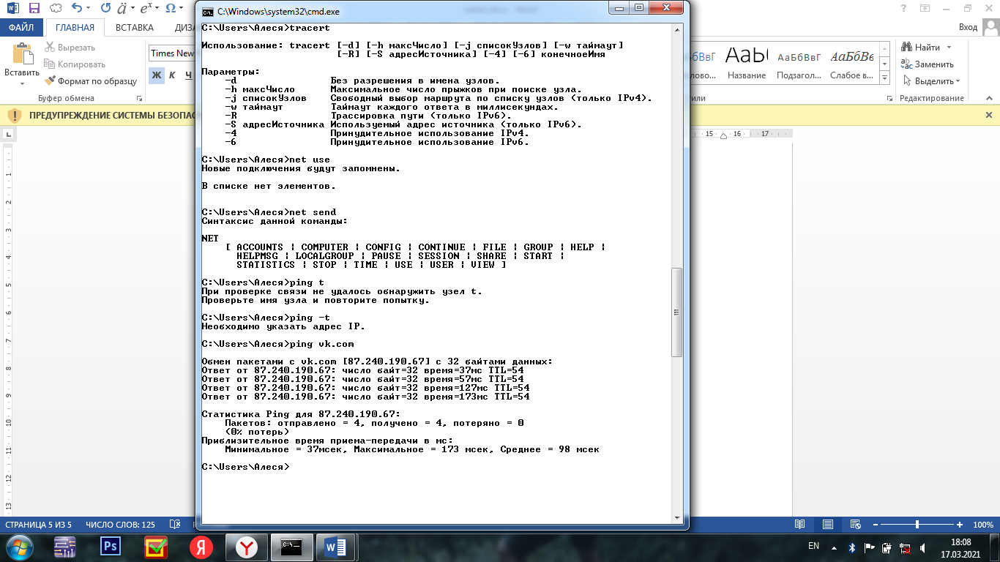 C:\Windows\system32\cmd.exe
ФАЙЛ ГЛАВНАЯ ВСТАВКА ДИЗА
Вход
Вставить
Вырезать
Копировать
Формат по образцу
Буфер обмена
Times New
Ж К Ч
АаБбВвГ АаБ АаБбВвГ АаБбВв
Название Подзагол... Слабое в...
Найти
Заменить
Выделить
Редактирование
ПРЕДУПРЕЖДЕНИЕ СИСТЕМЫ БЕЗОПАС
15 16 17
C:\Users\Алеся>tracert
Использование: tracert [-d] [-h максЧисло] [-j списокУзлов] [-w таймаут]
[-R] [-S адресИсточника] [-4] [-6] конечноеИмя
Параметры:
-d Без разрешения в имена узлов.
-h максЧисло Максимальное число прыжков при поиске узла.
-j списокУзлов Свободный выбор маршрута по списку узлов (только IPv4).
-w таймаут Таймаут каждого ответа в миллисекундах.
-R Трассировка пути (только IPv6).
-S адресИсточника Используемый адрес источника (только IPv6).
-4 Принудительное использование IPv4.
-6 Принудительное использование IPv6.
C:\Users\Алеся>net use
Новые подключения будут запомнены.
В списке нет элементов.
C:\Users\Алеся>net send
Синтаксис данной команды:
NET
[ ACCOUNTS ¦ COMPUTER ¦ CONFIG ¦ CONTINUE ¦ FILE ¦ GROUP ¦ HELP ¦
HELPMSG ¦ LOCALGROUP ¦ PAUSE ¦ SESSION ¦ SHARE ¦ START ¦
STATISTICS ¦ STOP ¦ TIME ¦ USE ¦ USER ¦ VIEW ]
C:\Users\Алеся>ping t
При проверке связи не удалось обнаружить узел t.
Проверьте имя узла и повторите попытку.
C:\Users\Алеся>ping -t
Необходимо указать адрес IP.
C:\Users\Алеся>ping vk.com
Обмен пакетами с vk.com [87.240.190.67] с 32 байтами данных:
Ответ от 87.240.190.67: число байт=32 время=37мс TTL=54
Ответ от 87.240.190.67: число байт=32 время=57мс TTL=54
Ответ от 87.240.190.67: число байт=32 время=127мс TTL=54
Ответ от 87.240.190.67: число байт=32 время=173мс TTL=54
Статистика Ping для 87.240.190.67:
Пакетов: отправлено = 4, получено = 4, потеряно = 0
(0% потерь)
Приблизительное время приема-передачи в мс:
Минимальное = 37мсек, Максимальное = 173 мсек, Среднее = 98 мсек
C:\Users\Алеся>
СТРАНИЦА 5 ИЗ 5 ЧИСЛО СЛОВ: 125
100%
EN
18:08
17.03.2021